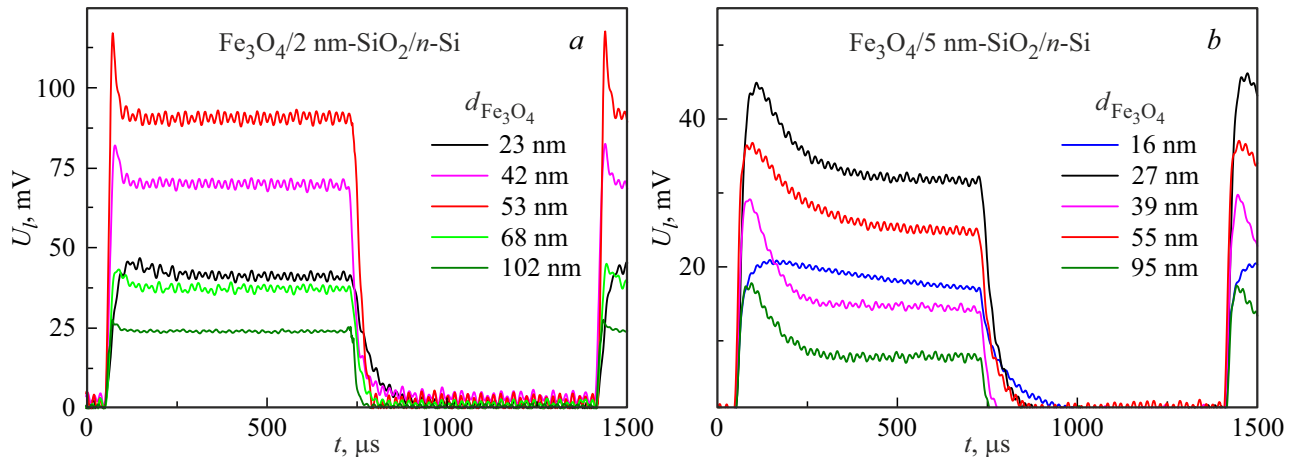 Fe₃O₄/2 nm-SiO₂/n-Si
a
d Fe₃O₄
23 nm
42 nm
53 nm
68 nm
102 nm
100
75
50
25
0
Uₗ, mV
0
500
1000
1500
t, μs
Fe₃O₄/5 nm-SiO₂/n-Si
b
d Fe₃O₄
16 nm
27 nm
39 nm
55 nm
95 nm
40
20
Uₗ, mV
0
500
1000
1500
t, μs